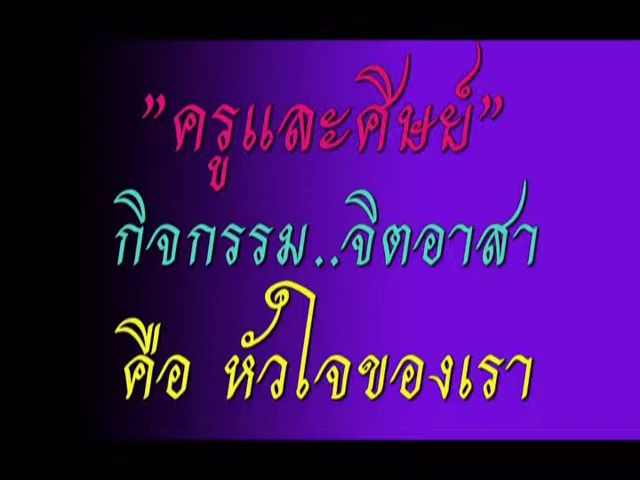 "ครูและศิษย์"
กิจกรรม..จิตอาสา
คือ หัวใจของเรา